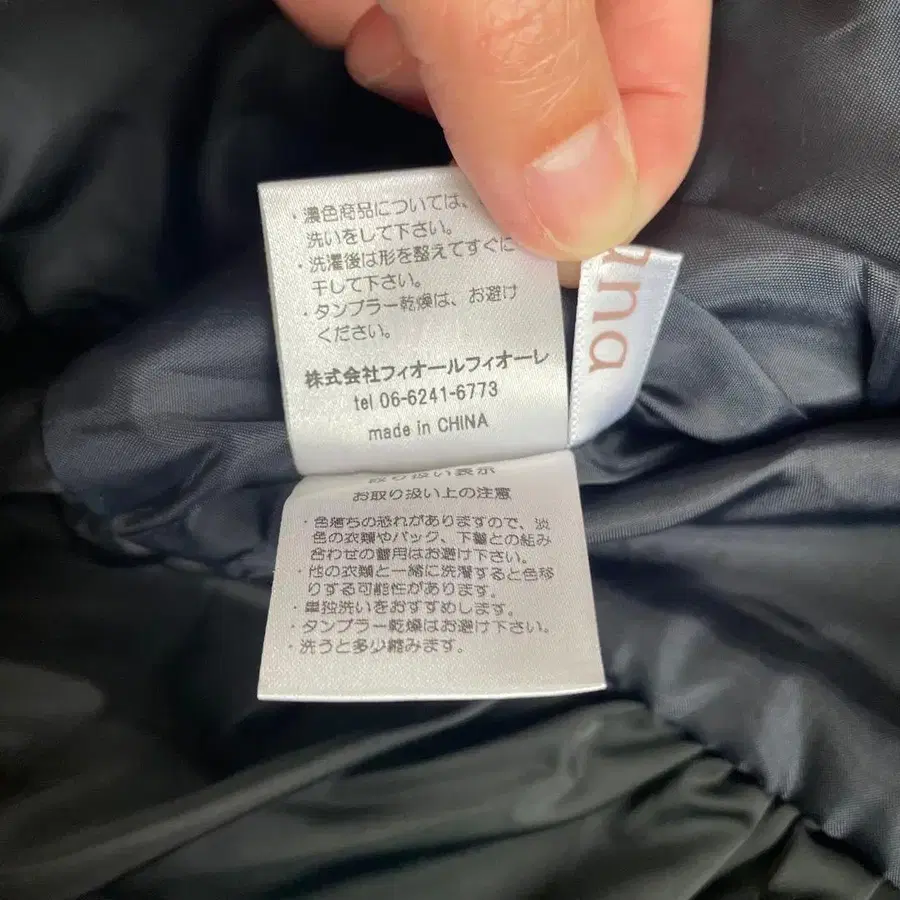 ・濃色商品については、
洗いをして下さい。
・洗濯後は形を整えてすぐに
干して下さい。
・タンブラー乾燥は、お避け
ください。
株式会社フィオールフィオーレ
tel 06-6241-6773
made in CHINA
取り扱い表示
お取り扱い上の注意
・色落ちの恐れがありますので、淡
色の衣類やバッグ、下着との組み
合わせの着用はお避け下さい。
・他の衣類と一緒に洗濯すると色移
りする可能性があります。
・単独洗いをおすすめします。
・タンブラー乾燥はお避け下さい。
・洗うと多少縮みます。
ana